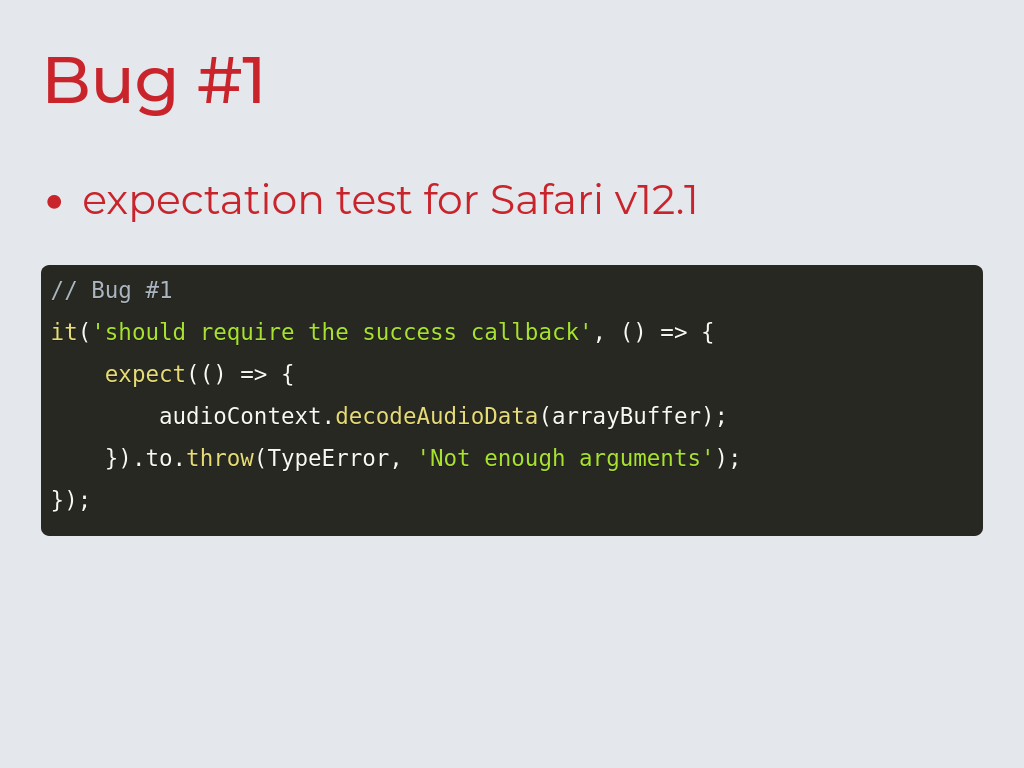 Bug #1
• expectation test for Safari v12.1
// Bug #1
it('should require the success callback', () => {
    expect(() => {
        audioContext.decodeAudioData(arrayBuffer);
    }).to.throw(TypeError, 'Not enough arguments');
});